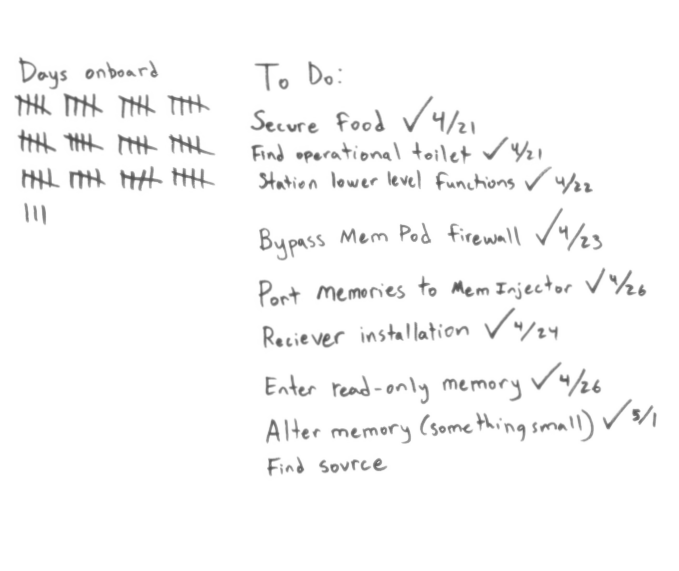 Days onboard
To Do:
Secure food ✓ 4/21
Find operational toilet ✓ 4/21
Station lower level functions ✓ 4/22
Bypass Mem Pod firewall ✓ 4/23
Port memories to Mem Injector ✓ 4/26
Reciever installation ✓ 4/24
Enter read-only memory ✓ 4/26
Alter memory (something small) ✓ 5/1
Find source